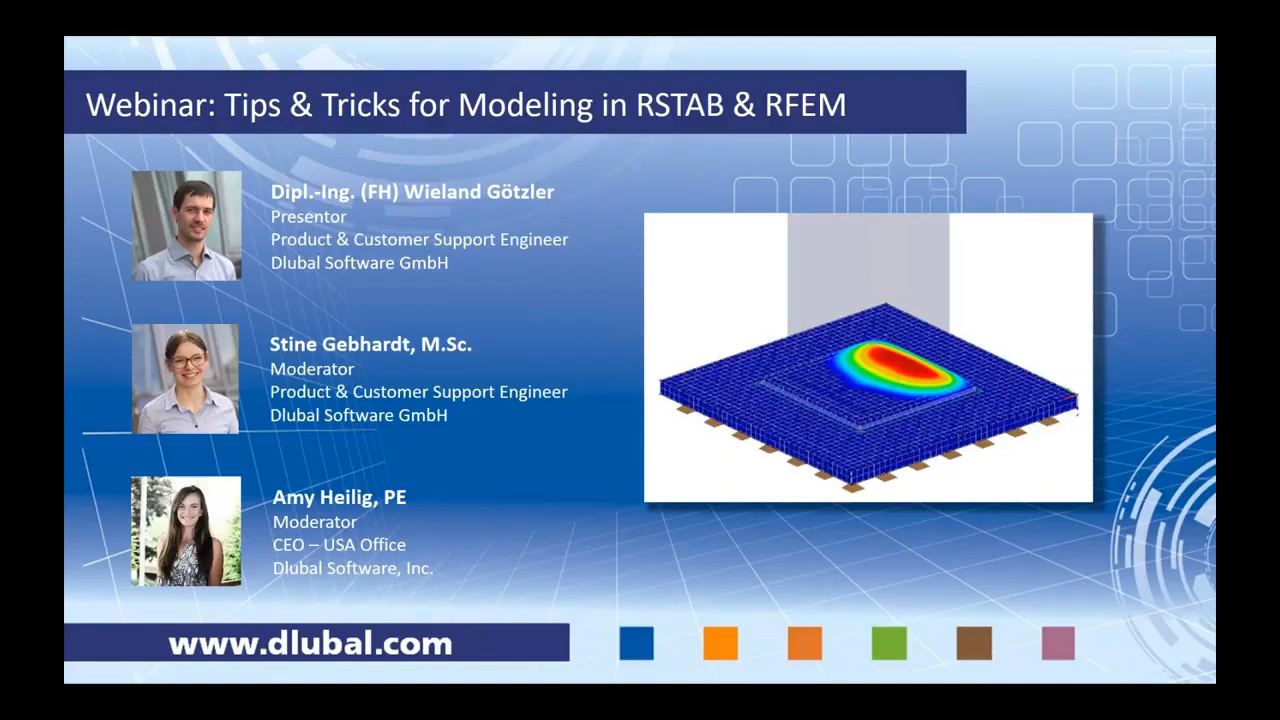 Webinar: Tips & Tricks for Modeling in RSTAB & RFEM
Dipl.-Ing. (FH) Wieland Götzler
Presentor
Product & Customer Support Engineer
Dlubal Software GmbH
Stine Gebhardt, M.Sc.
Moderator
Product & Customer Support Engineer
Dlubal Software GmbH
Amy Heilig, PE
Moderator
CEO – USA Office
Dlubal Software, Inc.
www.dlubal.com